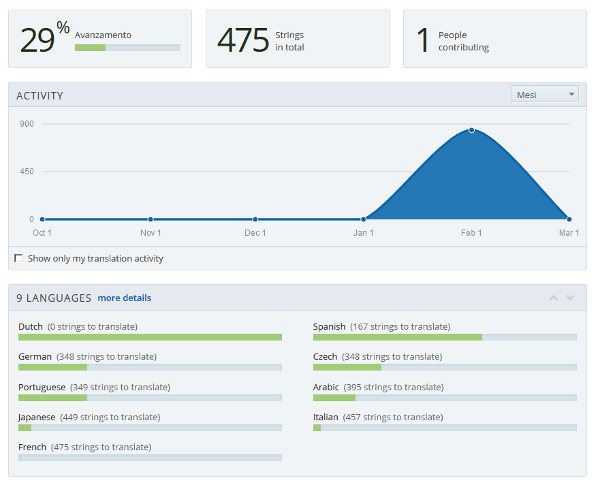 29% Avanzamento
475 Strings in total
1 People contributing
ACTIVITY
Mesi
900
450
0
Oct 1 Nov 1 Dec 1 Jan 1 Feb 1 Mar 1
Show only my translation activity
9 LANGUAGES more details
Dutch (0 strings to translate)
Spanish (167 strings to translate)
German (348 strings to translate)
Czech (348 strings to translate)
Portuguese (349 strings to translate)
Arabic (395 strings to translate)
Japanese (449 strings to translate)
Italian (457 strings to translate)
French (475 strings to translate)